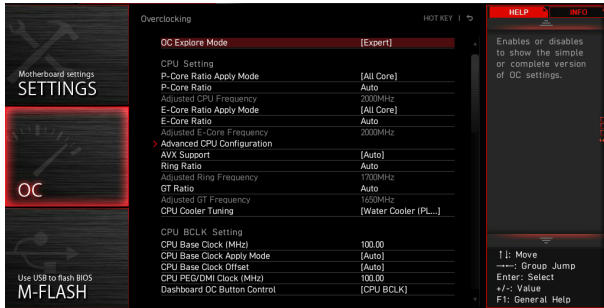 Overclocking
HOT KEY | ↩
HELP
INFO
Motherboard settings
SETTINGS
OC
Use USB to flash BIOS
M-FLASH
OC Explore Mode [Expert]
CPU Setting
P-Core Ratio Apply Mode [All Core]
P-Core Ratio Auto
Adjusted CPU Frequency 2000MHz
E-Core Ratio Apply Mode [All Core]
E-Core Ratio Auto
Adjusted E-Core Frequency 2000MHz
Advanced CPU Configuration
AVX Support [Auto]
Ring Ratio Auto
Adjusted Ring Frequency 1700MHz
GT Ratio Auto
Adjusted GT Frequency 1650MHz
CPU Cooler Tuning [Water Cooler (PL...]
CPU BCLK Setting
CPU Base Clock (MHz) 100.00
CPU Base Clock Apply Mode [Auto]
CPU Base Clock Offset [Auto]
CPU PEG/DMI Clock (MHz) 100.00
Dashboard OC Button Control [CPU BCLK]
Enables or disables
to show the simple
or complete version
of OC settings.
↑↓: Move
→←: Group Jump
Enter: Select
+/-: Value
F1: General Help